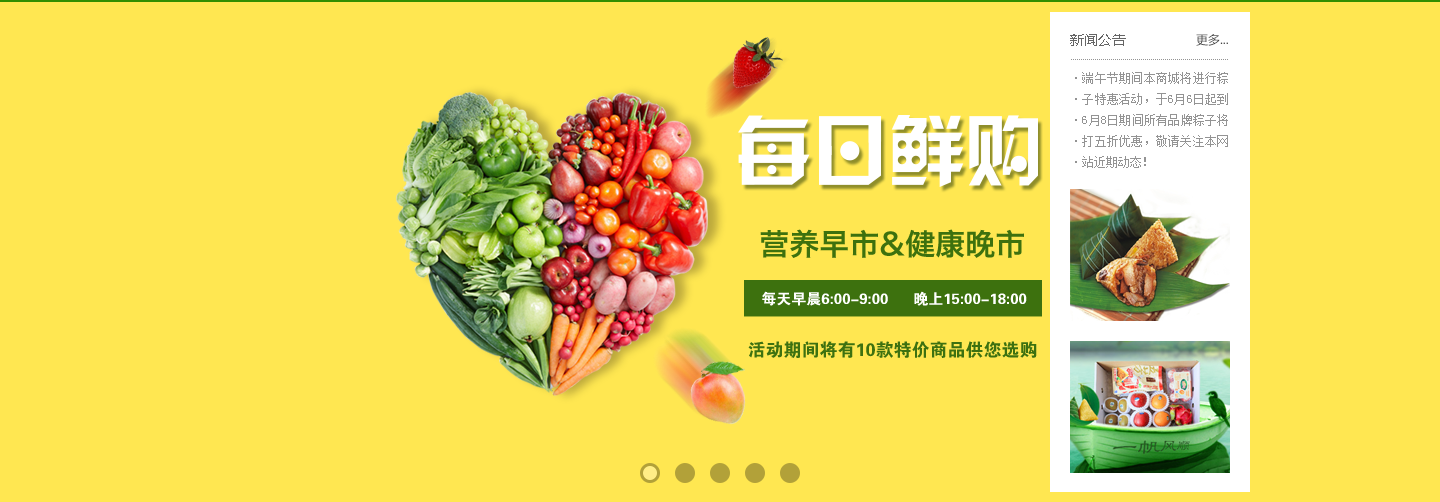 每日鲜购
营养早市&健康晚市
每天早晨6:00-9:00 晚上15:00-18:00
活动期间将有10款特价商品供您选购
新闻公告 更多...
· 端午节期间本商城将进行粽
· 子特惠活动，于6月6日起到
· 6月8日期间所有品牌粽子将
· 打五折优惠，敬请关注本网
· 站近期动态！
一帆风顺